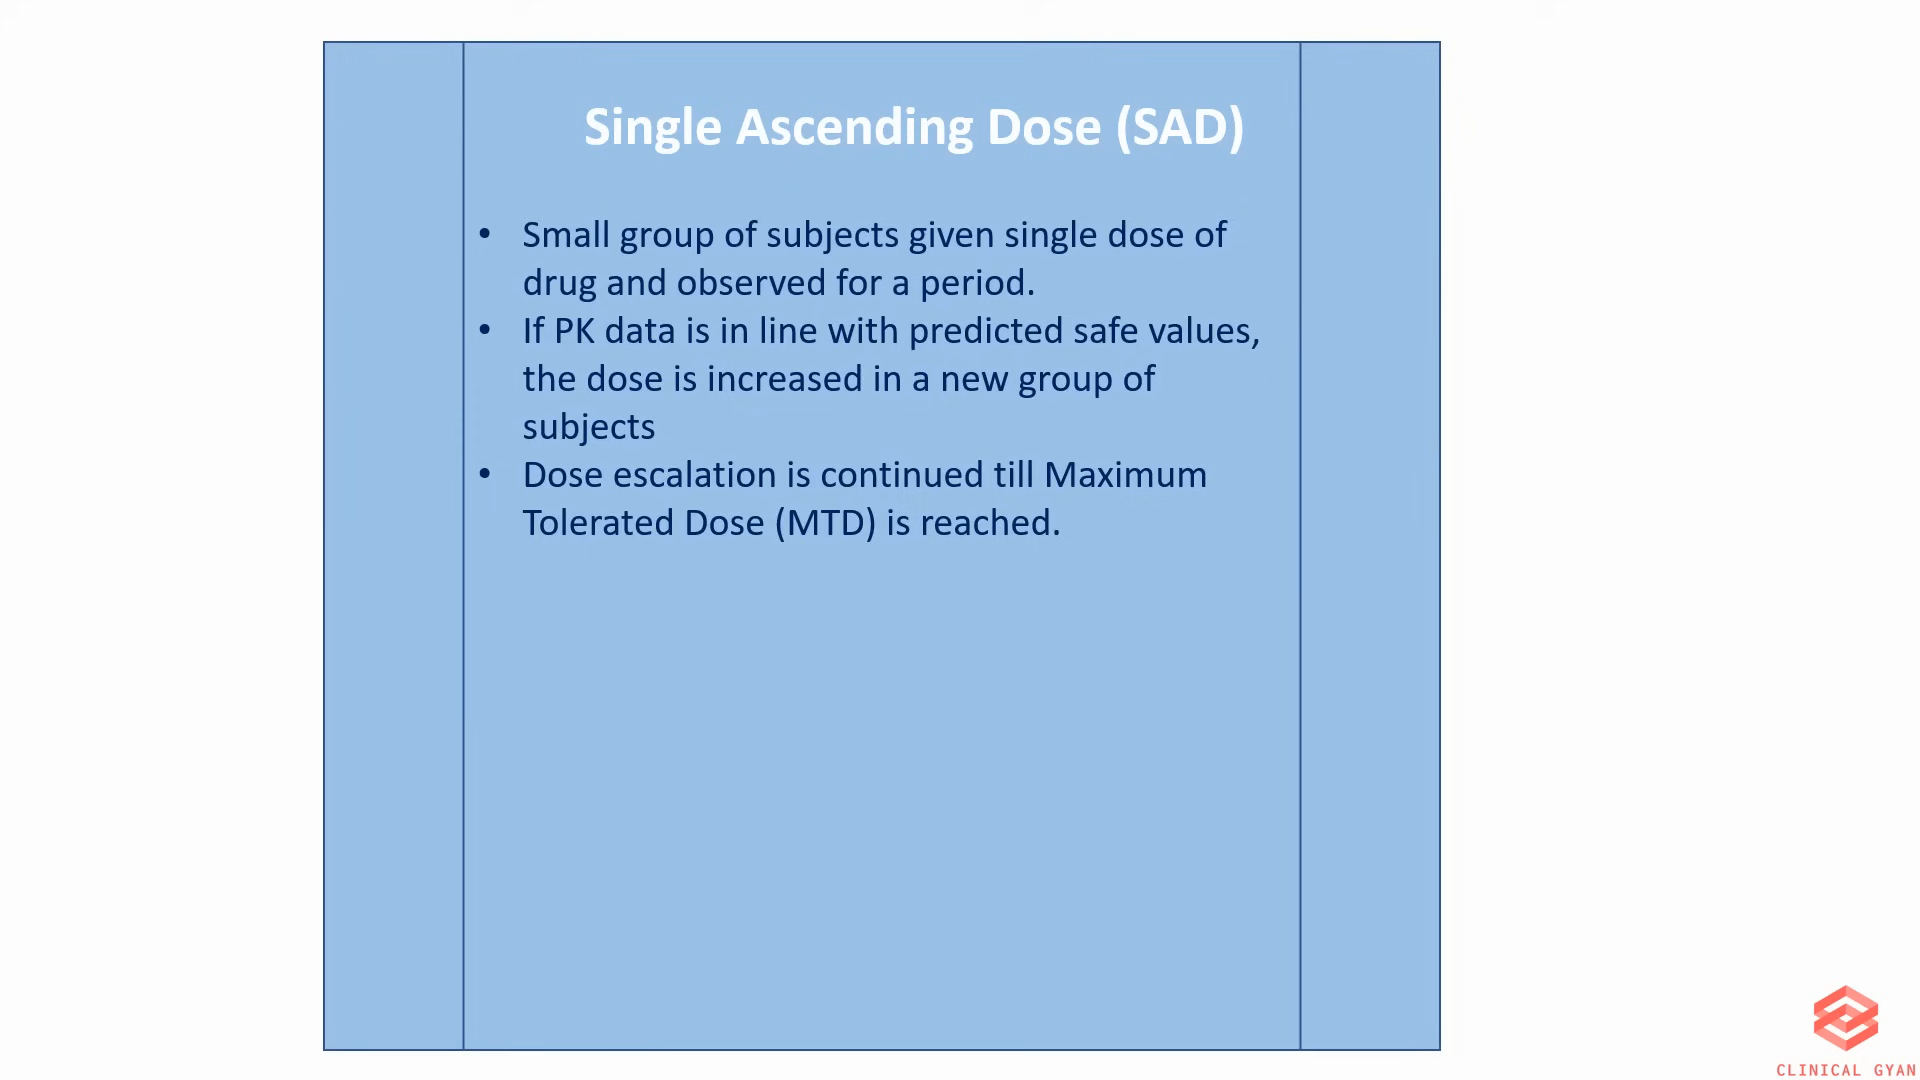 Single Ascending Dose (SAD)
• Small group of subjects given single dose of
drug and observed for a period.
• If PK data is in line with predicted safe values,
the dose is increased in a new group of
subjects
• Dose escalation is continued till Maximum
Tolerated Dose (MTD) is reached.
CLINICAL GYAN